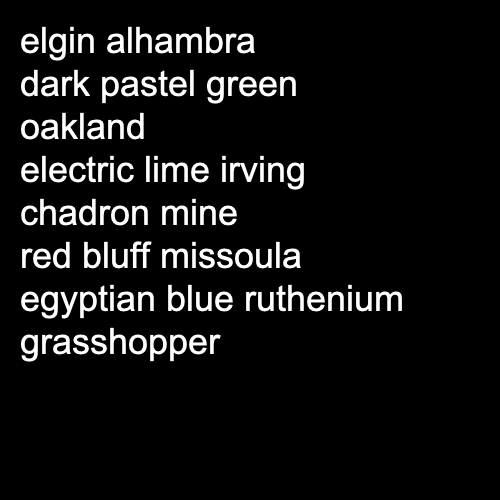 elgin alhambra
dark pastel green
oakland
electric lime irving
chadron mine
red bluff missoula
egyptian blue ruthenium
grasshopper